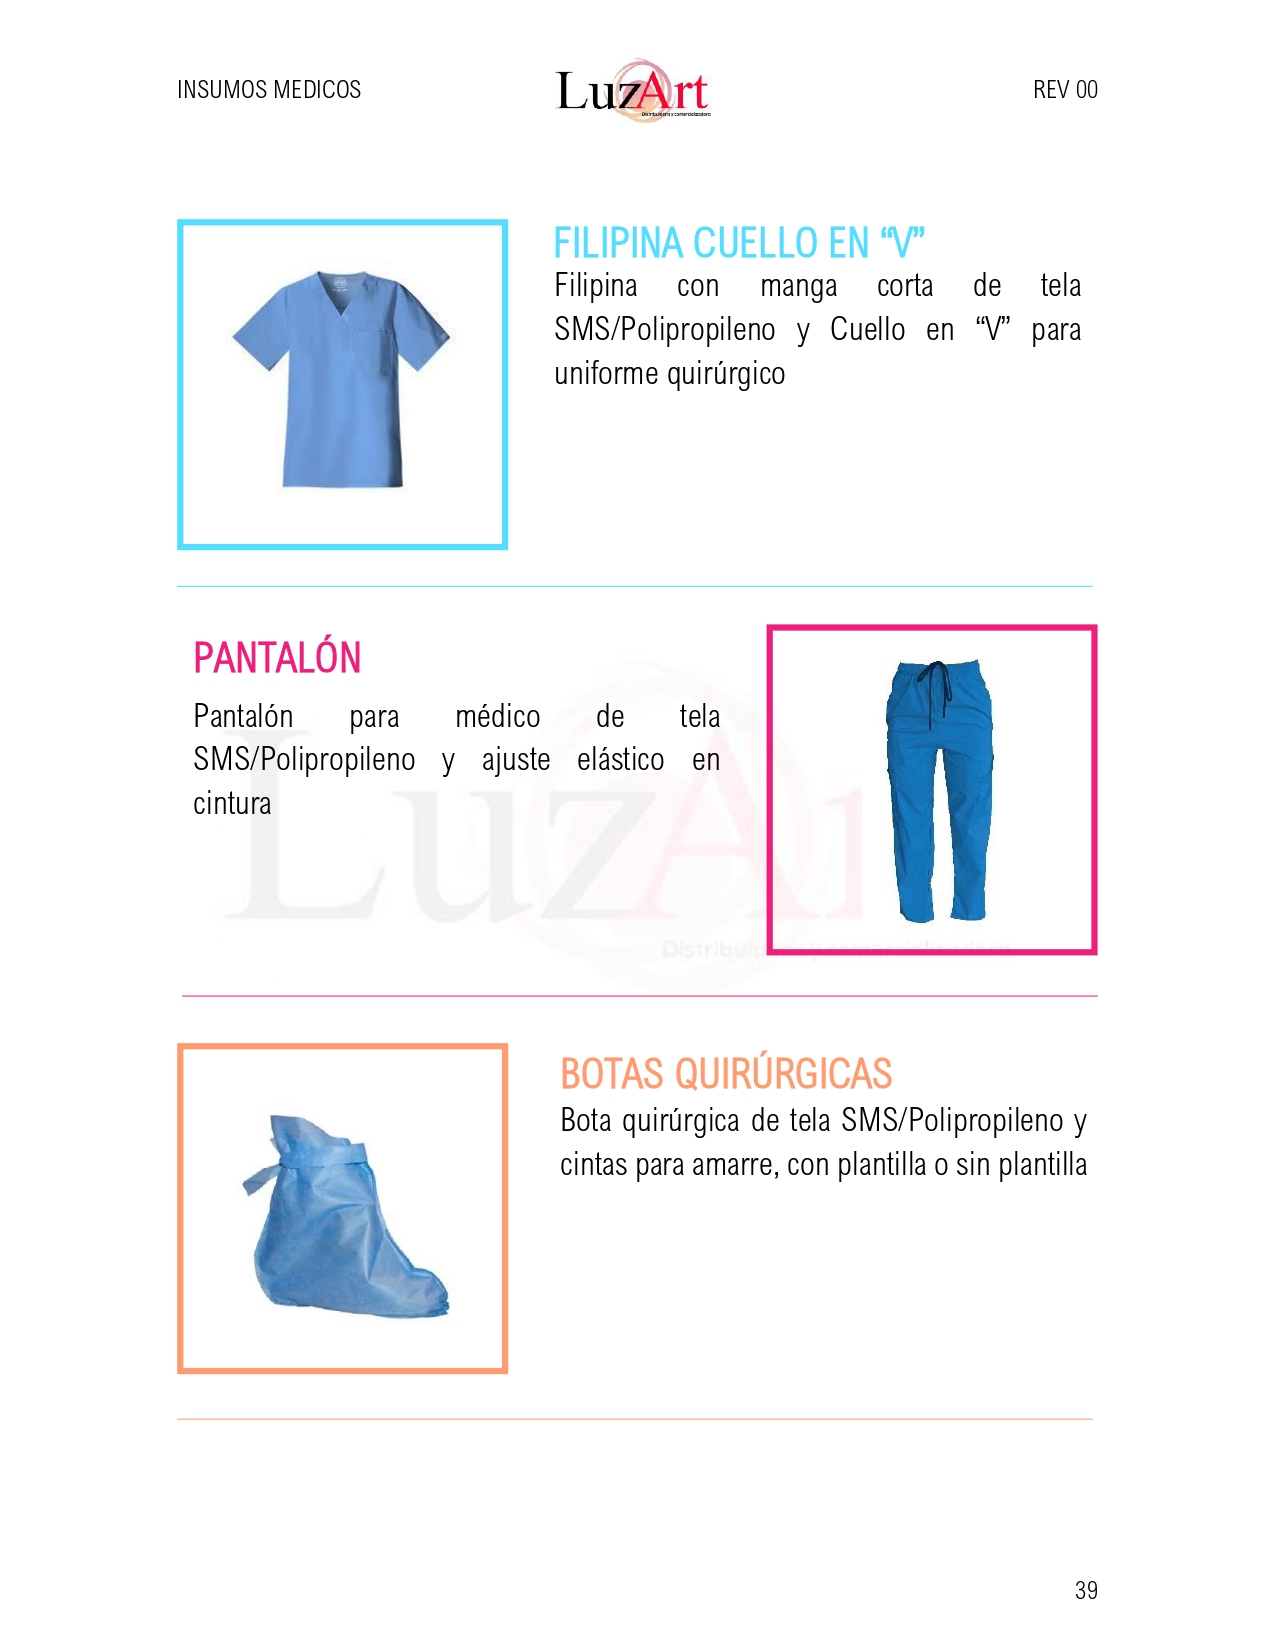 INSUMOS MEDICOS
LuzArt
Distribuidora y comercializadora
REV 00
FILIPINA CUELLO EN “V”
Filipina con manga corta de tela
SMS/Polipropileno y Cuello en “V” para
uniforme quirúrgico
PANTALÓN
Pantalón para médico de tela
SMS/Polipropileno y ajuste elástico en
cintura
BOTAS QUIRÚRGICAS
Bota quirúrgica de tela SMS/Polipropileno y
cintas para amarre, con plantilla o sin plantilla
39